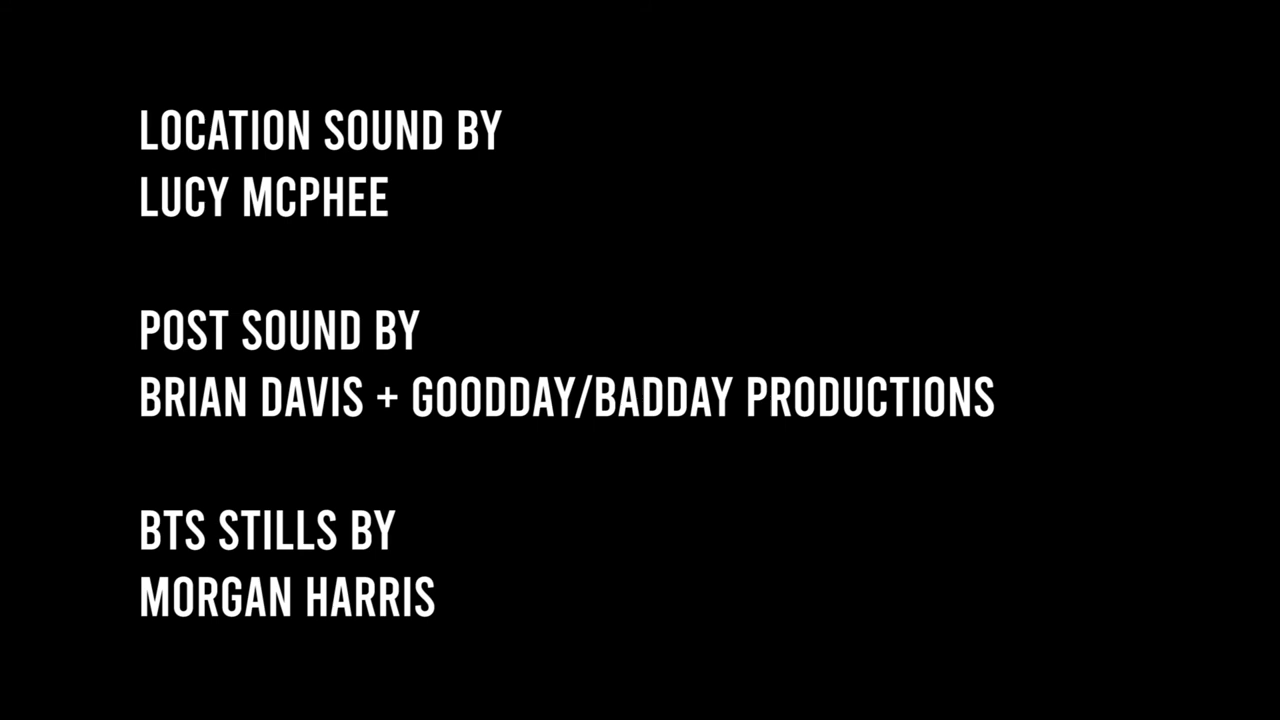 LOCATION SOUND BY
LUCY MCPHEE
POST SOUND BY
BRIAN DAVIS + GOODDAY/BADDAY PRODUCTIONS
BTS STILLS BY
MORGAN HARRIS